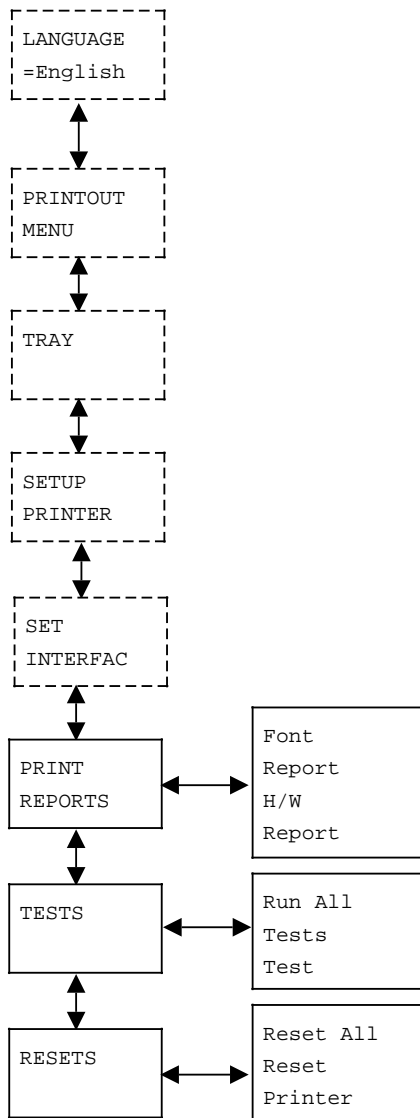 LANGUAGE
=English
PRINTOUT
MENU
TRAY
SETUP
PRINTER
SET
INTERFAC
PRINT
REPORTS
Font
Report
H/W
Report
TESTS
Run All
Tests
Test
RESETS
Reset All
Reset
Printer